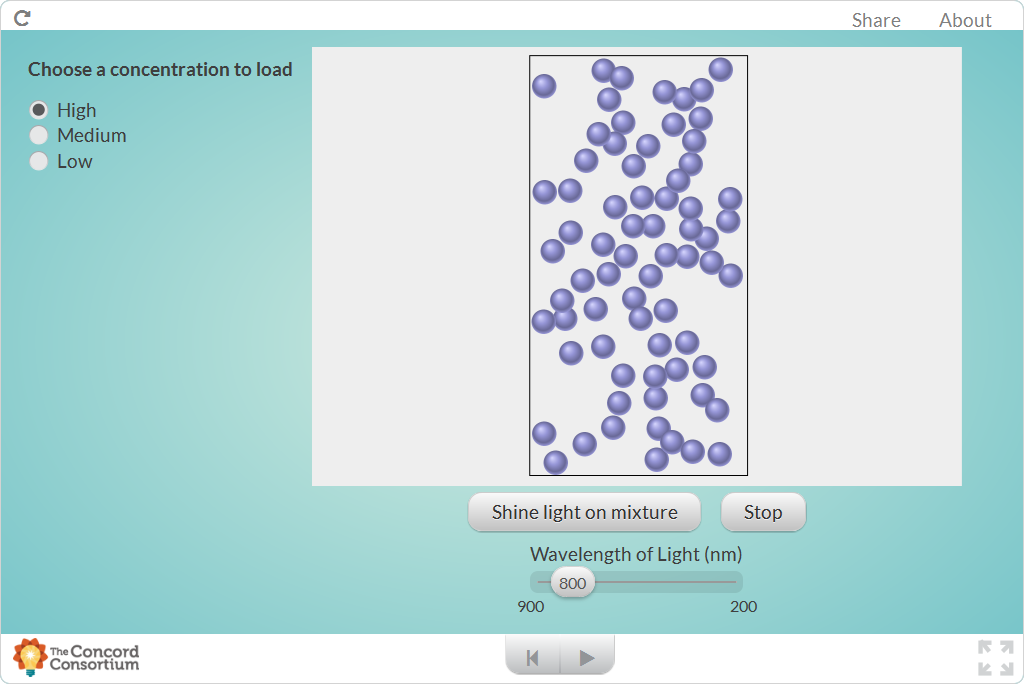 Share About
Choose a concentration to load
High
Medium
Low
Shine light on mixture Stop
Wavelength of Light (nm)
800
900 200
The Concord
Consortium